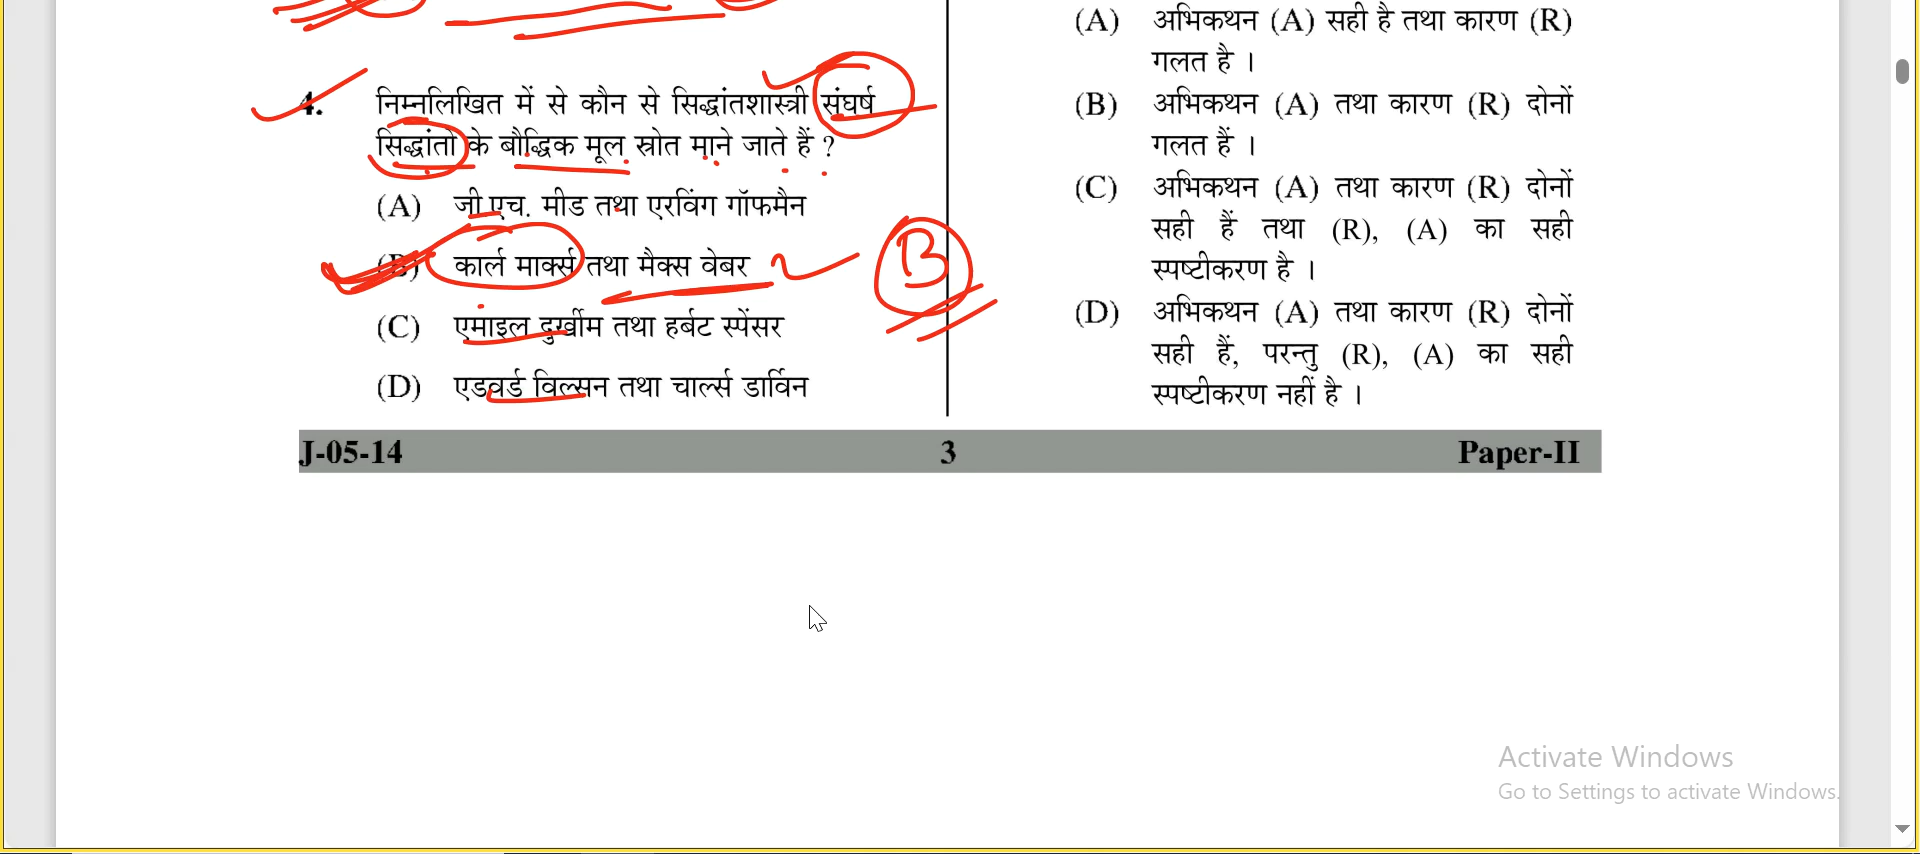 4. निम्नलिखित में से कौन से सिद्धांतशास्त्री संघर्ष
सिद्धांतो के बौद्धिक मूल स्रोत माने जाते हैं ?
(A) जी.एच. मीड तथा एरविंग गॉफमैन
(B) कार्ल मार्क्स तथा मैक्स वेबर
B
(C) एमाइल दुर्खीम तथा हर्बट स्पेंसर
(D) एडवर्ड विल्सन तथा चार्ल्स डार्विन
(A) अभिकथन (A) सही है तथा कारण (R)
गलत है ।
(B) अभिकथन (A) तथा कारण (R) दोनों
गलत हैं ।
(C) अभिकथन (A) तथा कारण (R) दोनों
सही हैं तथा (R), (A) का सही
स्पष्टीकरण है ।
(D) अभिकथन (A) तथा कारण (R) दोनों
सही हैं, परन्तु (R), (A) का सही
स्पष्टीकरण नहीं है ।
J-05-14 3 Paper-II
Activate Windows
Go to Settings to activate Windows.